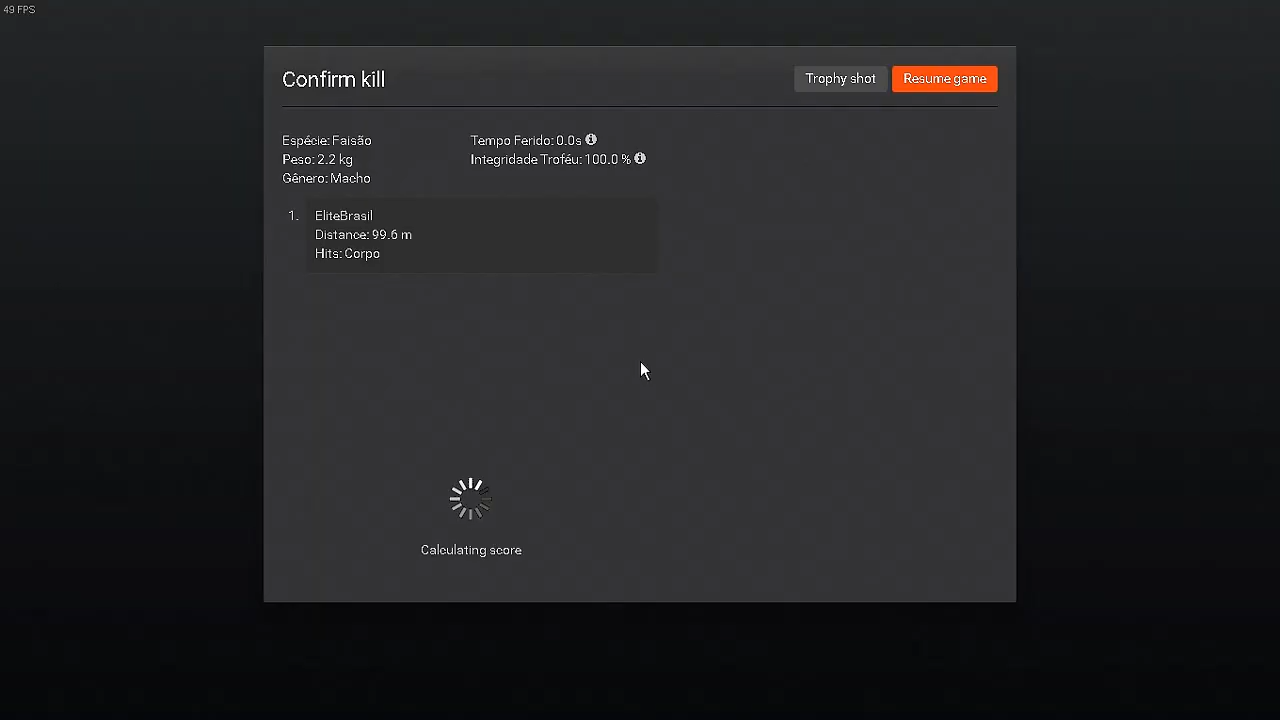 49 FPS
Confirm kill
Trophy shot
Resume game
Espécie: Faisão
Peso: 2.2 kg
Gênero: Macho
Tempo Ferido: 0.0s
Integridade Troféu: 100.0 %
1.
EliteBrasil
Distance: 99.6 m
Hits: Corpo
Calculating score